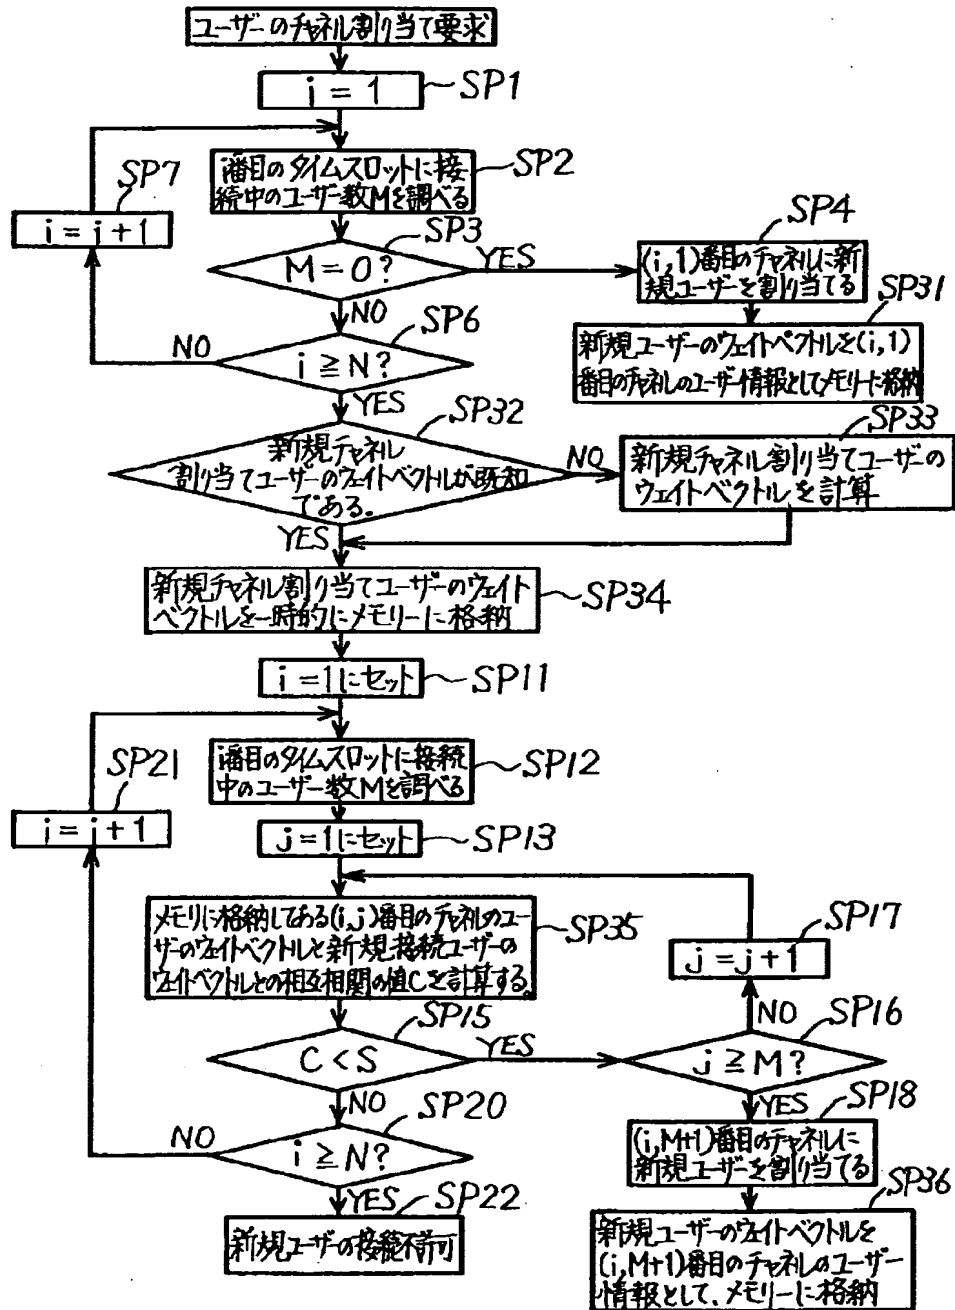 ユーザーのチャネル割り当て要求
i = 1
SP1
i番目のタイムスロットに接
続中のユーザー数Mを調べる
SP2
SP7
i = i + 1
SP3
M = 0?
YES
NO
SP4
(i,1)番目のチャネルに新
規ユーザーを割り当てる
SP31
新規ユーザーのウェイトベクトルを(i,1)
番目のチャネルのユーザー情報としてメモリーに格納
SP6
i ≧ N?
NO
YES
SP32
新規チャネル
割り当てユーザーのウェイトベクトルが既知
である.
NO
YES
SP33
新規チャネル割り当てユーザーの
ウェイトベクトルを計算
新規チャネル割り当てユーザーのウェイト
ベクトルを一時的にメモリーに格納
SP34
i = 1にセット
SP11
SP21
i = i + 1
i番目のタイムスロットに接続
中のユーザー数Mを調べる
SP12
j = 1にセット
SP13
メモリに格納してある(i,j)番目のチャネルのユー
ザーのウェイトベクトルと新規接続ユーザーの
ウェイトベクトルとの相互相関の値Cを計算する。
SP35
SP17
j = j + 1
SP15
C < S
YES
NO
NO
SP16
j ≧ M?
YES
SP18
(i,M+1)番目のチャネルに
新規ユーザーを割り当てる
SP20
i ≧ N?
NO
YES
SP22
新規ユーザーの接続不許可
SP36
新規ユーザーのウェイトベクトルを
(i,M+1)番目のチャネルのユーザー
情報として、メモリーに格納